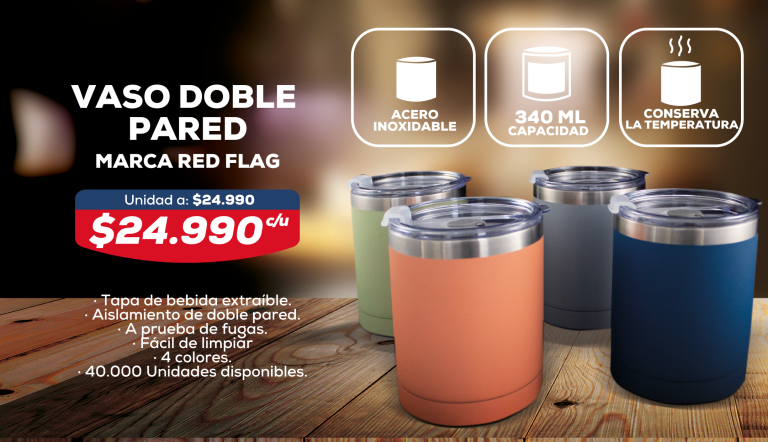 VASO DOBLE
PARED
MARCA RED FLAG
Unidad a: $24.990
$24.990 c/u
· Tapa de bebida extraíble.
· Aislamiento de doble pared.
· A prueba de fugas.
· Fácil de limpiar
· 4 colores.
· 40.000 Unidades disponibles.
ACERO
INOXIDABLE
340 ML
CAPACIDAD
CONSERVA
LA TEMPERATURA